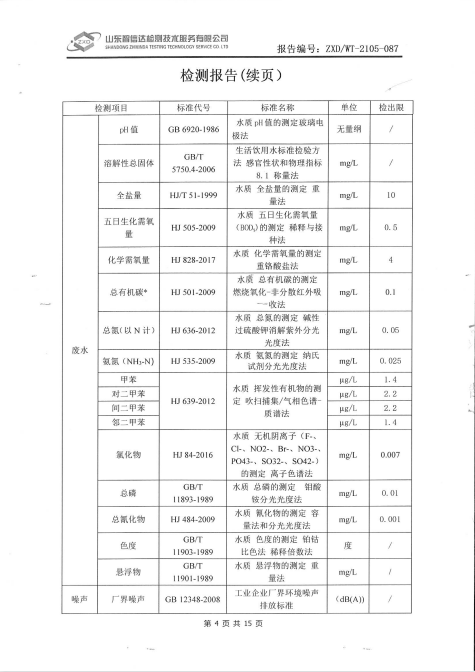 ZXD
山东智信达检测技术服务有限公司
SHANDONG ZHIXINDA TESTING TECHNOLOGY SERVICE CO. LTD
报告编号: ZXD/WT-2105-087
检测报告(续页)
检测项目 标准代号 标准名称 单位 检出限
废水
pH 值 GB 6920-1986 水质 pH 值的测定玻璃电
极法 无量纲 /
溶解性总固体 GB/T
5750.4-2006 生活饮用水标准检验方
法 感官性状和物理指标
8.1 称量法 mg/L /
全盐量 HJ/T 51-1999 水质 全盐量的测定 重
量法 mg/L 10
五日生化需氧
量 HJ 505-2009 水质 五日生化需氧量
(BOD₅)的测定 稀释与接
种法 mg/L 0.5
化学需氧量 HJ 828-2017 水质 化学需氧量的测定
重铬酸盐法 mg/L 4
总有机碳* HJ 501-2009 水质 总有机碳的测定
燃烧氧化-非分散红外吸
收法 mg/L 0.1
总氮(以 N 计) HJ 636-2012 水质 总氮的测定 碱性
过硫酸钾消解紫外分光
光度法 mg/L 0.05
氨氮（NH₃-N） HJ 535-2009 水质 氨氮的测定 纳氏
试剂分光光度法 mg/L 0.025
甲苯 μg/L 1.4
对二甲苯 μg/L 2.2
间二甲苯 μg/L 2.2
邻二甲苯 μg/L 1.4
HJ 639-2012 水质 挥发性有机物的测
定 吹扫捕集/气相色谱-
质谱法
氯化物 HJ 84-2016 水质 无机阴离子（F-、
Cl-、NO2-、Br-、NO3-、
PO43-、SO32-、SO42-）
的测定 离子色谱法 mg/L 0.007
总磷 GB/T
11893-1989 水质 总磷的测定 钼酸
铵分光光度法 mg/L 0.01
总氰化物 HJ 484-2009 水质 氰化物的测定 容
量法和分光光度法 mg/L 0.001
色度 GB/T
11903-1989 水质 色度的测定 铂钴
比色法 稀释倍数法 度 /
悬浮物 GB/T
11901-1989 水质 悬浮物的测定 重
量法 mg/L /
噪声 厂界噪声 GB 12348-2008 工业企业厂界环境噪声
排放标准 (dB(A)) /
第 4 页 共 15 页